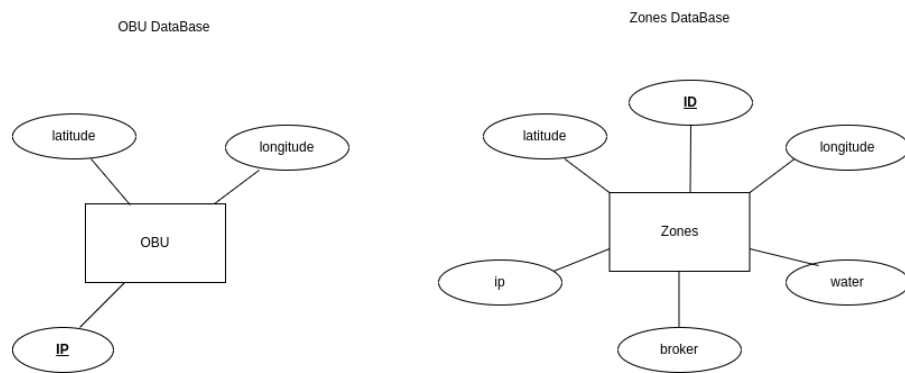 OBU DataBase
latitude
longitude
OBU
IP
Zones DataBase
ID
latitude
longitude
Zones
ip
water
broker